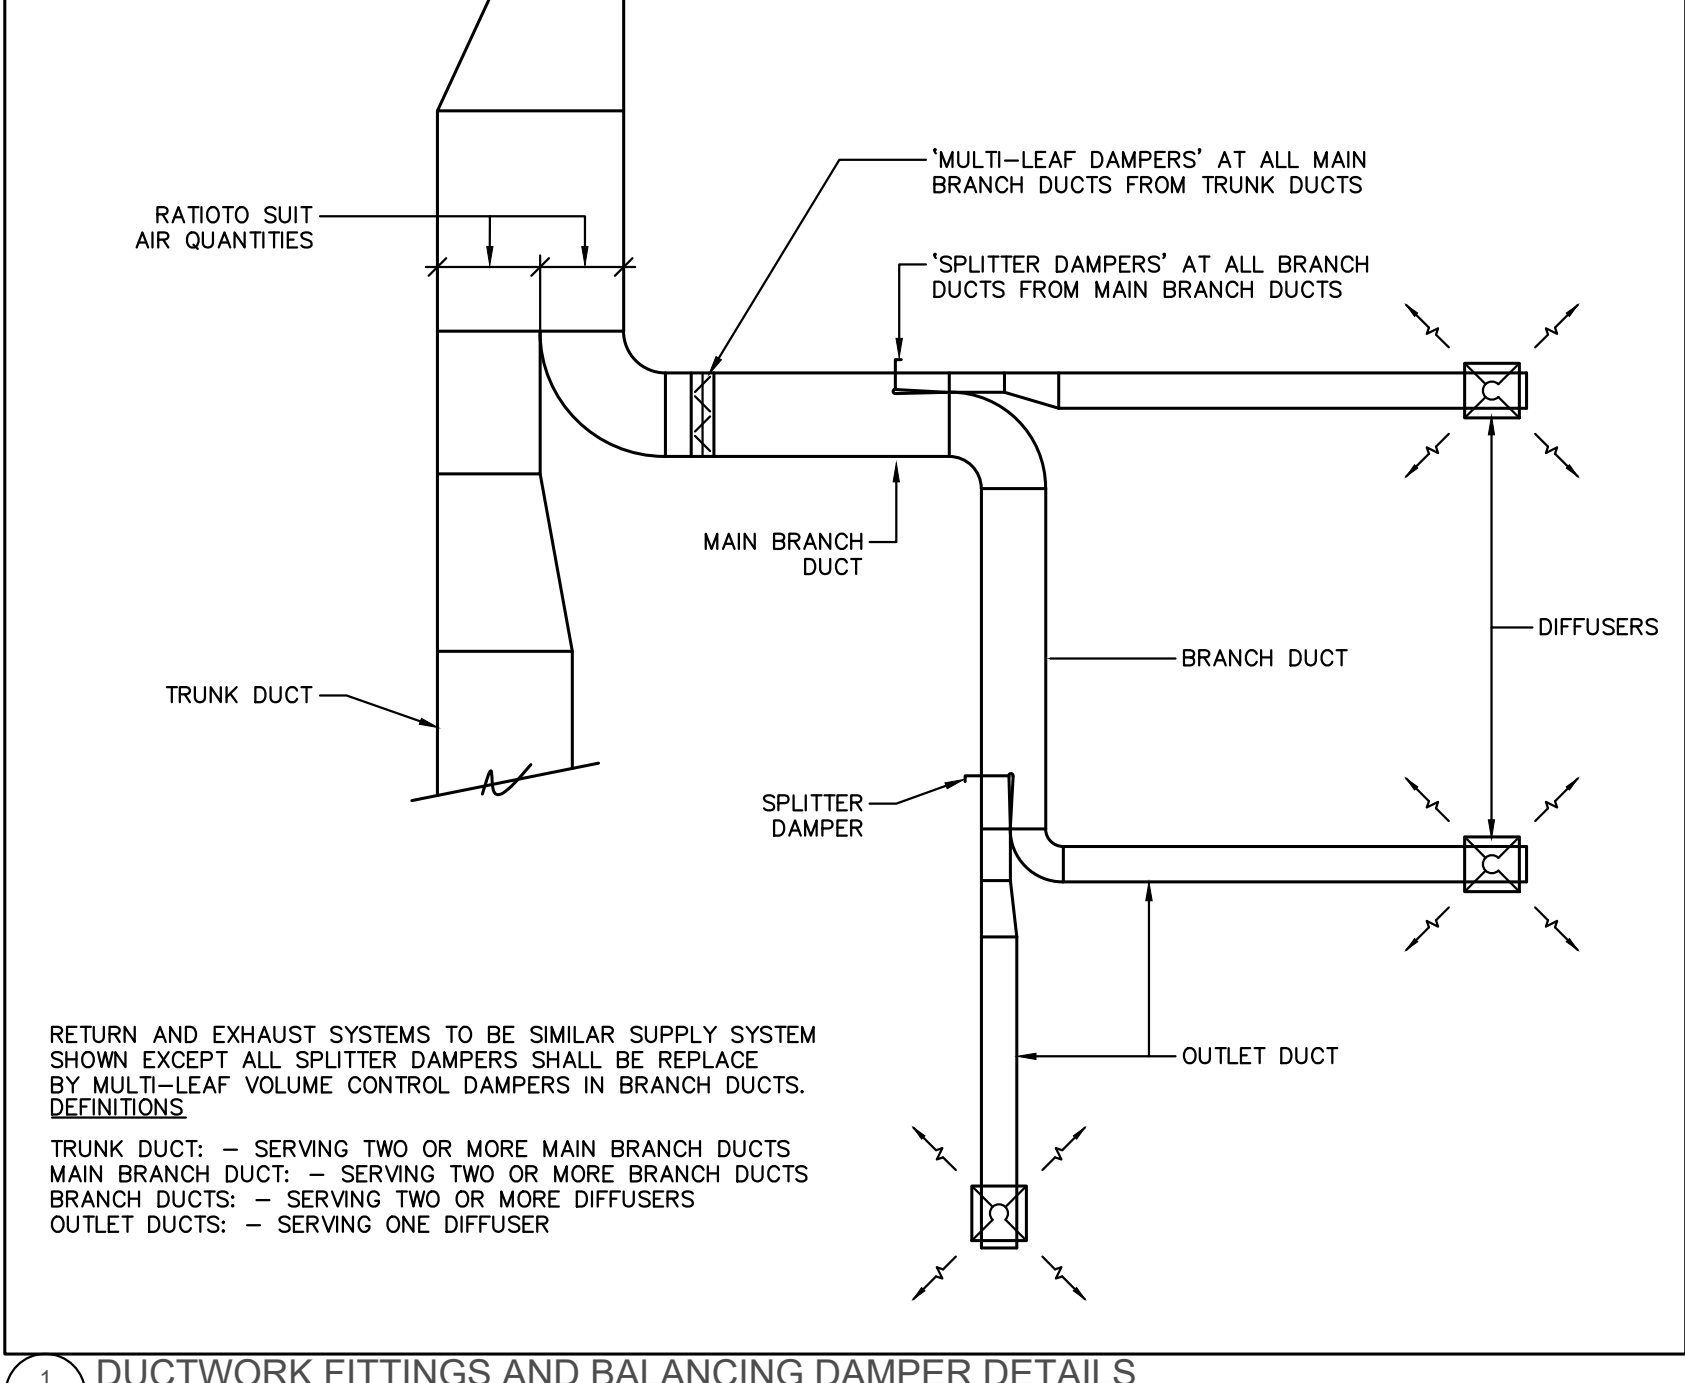 ‘MULTI-LEAF DAMPERS’ AT ALL MAIN
BRANCH DUCTS FROM TRUNK DUCTS
RATIOTO SUIT
AIR QUANTITIES
‘SPLITTER DAMPERS’ AT ALL BRANCH
DUCTS FROM MAIN BRANCH DUCTS
MAIN BRANCH
DUCT
DIFFUSERS
BRANCH DUCT
TRUNK DUCT
SPLITTER
DAMPER
OUTLET DUCT
RETURN AND EXHAUST SYSTEMS TO BE SIMILAR SUPPLY SYSTEM
SHOWN EXCEPT ALL SPLITTER DAMPERS SHALL BE REPLACE
BY MULTI-LEAF VOLUME CONTROL DAMPERS IN BRANCH DUCTS.
DEFINITIONS
TRUNK DUCT: – SERVING TWO OR MORE MAIN BRANCH DUCTS
MAIN BRANCH DUCT: – SERVING TWO OR MORE BRANCH DUCTS
BRANCH DUCTS: – SERVING TWO OR MORE DIFFUSERS
OUTLET DUCTS: – SERVING ONE DIFFUSER
1 DUCTWORK FITTINGS AND BALANCING DAMPER DETAILS